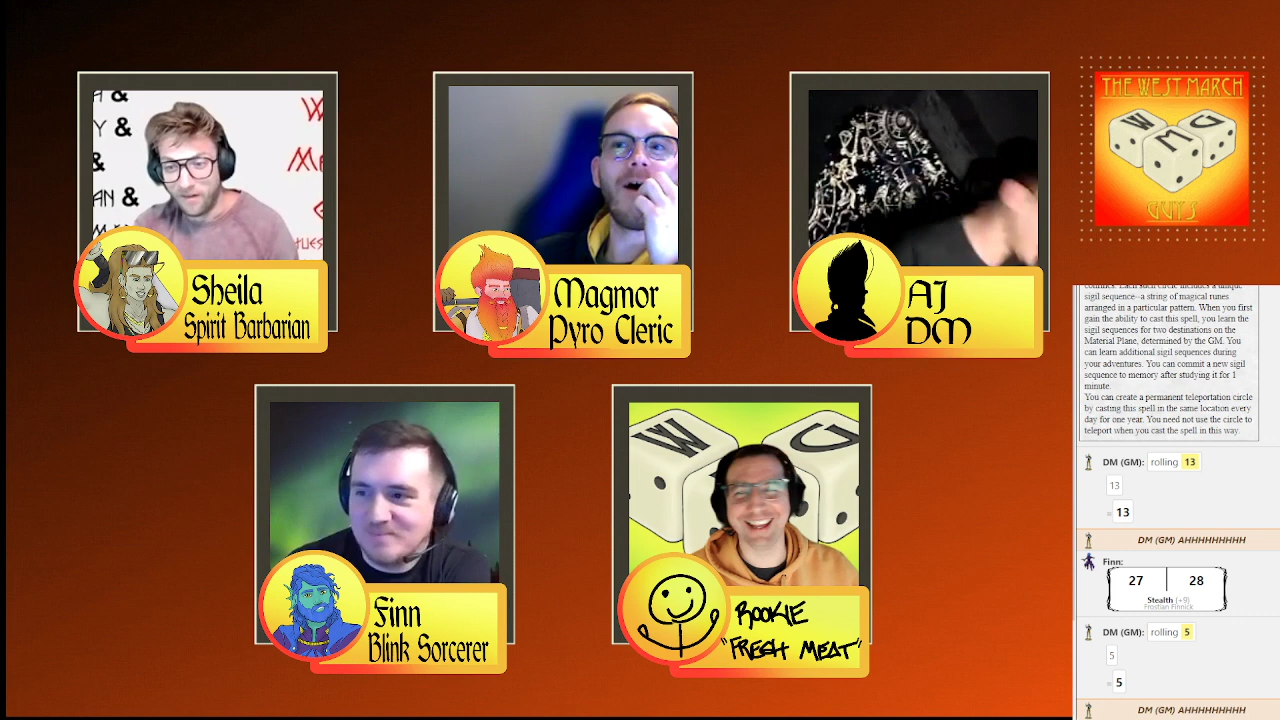 &
Y &
&
AN &
W
Sheila
Spirit Barbarian
Magmor
Pyro Cleric
AJ
DM
Finn
Blink Sorcerer
W
G
ROOKIE
"FRESH MEAT"
THE WEST MARCH
W
M
G
GUYS
sigil sequence--a string of magical runes
arranged in a particular pattern. When you first
gain the ability to cast this spell, you learn the
sigil sequences for two destinations on the
Material Plane, determined by the GM. You
can learn additional sigil sequences during
your adventures. You can commit a new sigil
sequence to memory after studying it for 1
minute.
You can create a permanent teleportation circle
by casting this spell in the same location every
day for one year. You need not use the circle to
teleport when you cast the spell in this way.
DM (GM): rolling 13
13
= 13
DM (GM) AHHHHHHHHH
Finn:
27 28
Stealth (+9)
Frostian Finnick
DM (GM): rolling 5
5
= 5
DM (GM) AHHHHHHHHH